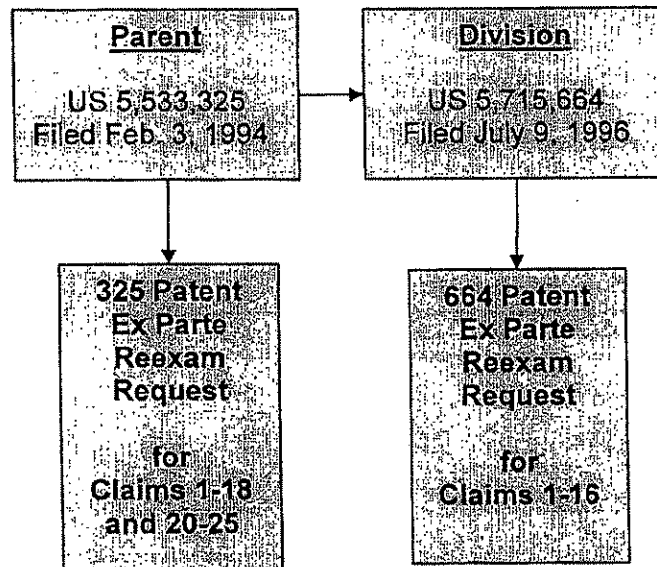 Parent
US 5,533,325
Filed Feb. 3, 1994
Division
US 5,715,664
Filed July 9, 1996
325 Patent
Ex Parte
Reexam
Request
for
Claims 1-18
and 20-25
664 Patent
Ex Parte
Reexam
Request
for
Claims 1-16